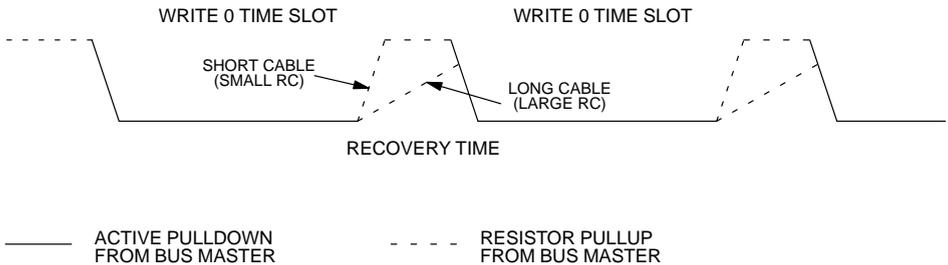 WRITE 0 TIME SLOT
WRITE 0 TIME SLOT
SHORT CABLE
(SMALL RC)
LONG CABLE
(LARGE RC)
RECOVERY TIME
ACTIVE PULLDOWN
FROM BUS MASTER
RESISTOR PULLUP
FROM BUS MASTER